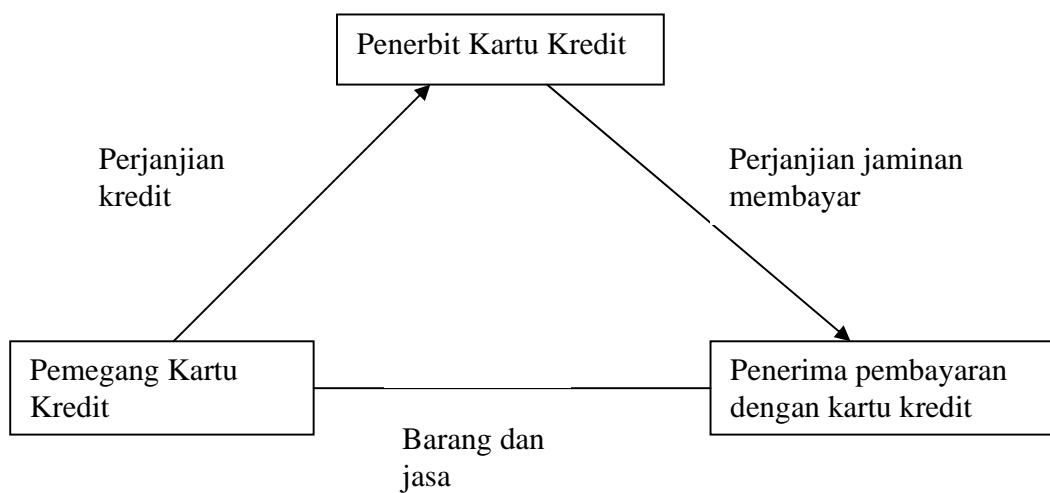 Penerbit Kartu Kredit
Perjanjian
kredit
Perjanjian jaminan
membayar
Pemegang Kartu
Kredit
Penerima pembayaran
dengan kartu kredit
Barang dan
jasa